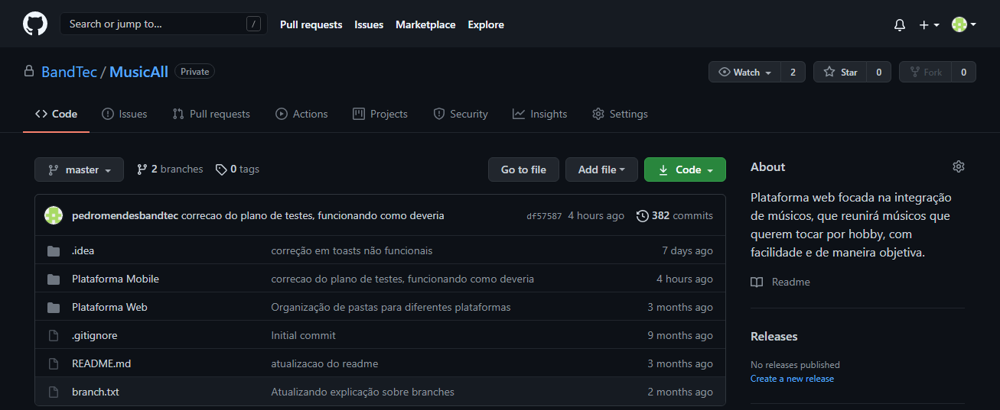 Search or jump to... / Pull requests Issues Marketplace Explore
BandTec / MusicAll Private Watch 2 Star 0 Fork 0
Code Issues Pull requests Actions Projects Security Insights Settings
master 2 branches 0 tags Go to file Add file Code
pedromendesbandtec correcao do plano de testes, funcionando como deveria df57587 4 hours ago 382 commits
.idea correção em toasts não funcionais 7 days ago
Plataforma Mobile correcao do plano de testes, funcionando como deveria 4 hours ago
Plataforma Web Organização de pastas para diferentes plataformas 3 months ago
.gitignore Initial commit 9 months ago
README.md atualizacao do readme 3 months ago
branch.txt Atualizando explicação sobre branches 2 months ago
About
Plataforma web focada na integração
de músicos, que reunirá músicos que
querem tocar por hobby, com
facilidade e de maneira objetiva.
Readme
Releases
No releases published
Create a new release